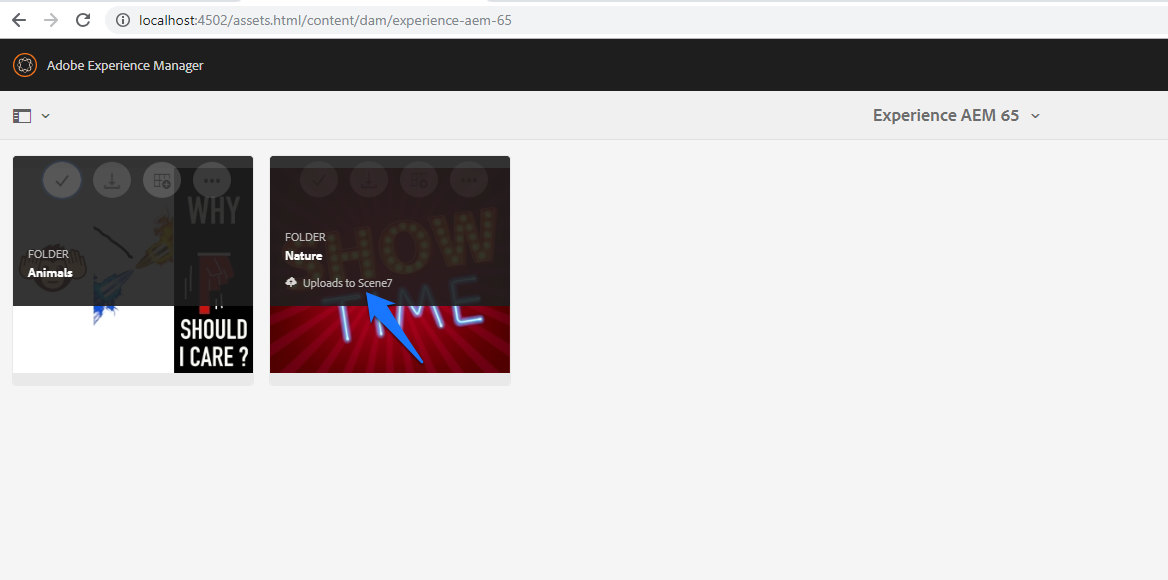 localhost:4502/assets.html/content/dam/experience-aem-65
Adobe Experience Manager
Experience AEM 65
WHY
SHOULD
I CARE ?
FOLDER
Animals
SHOW
TIME
FOLDER
Nature
Uploads to Scene7